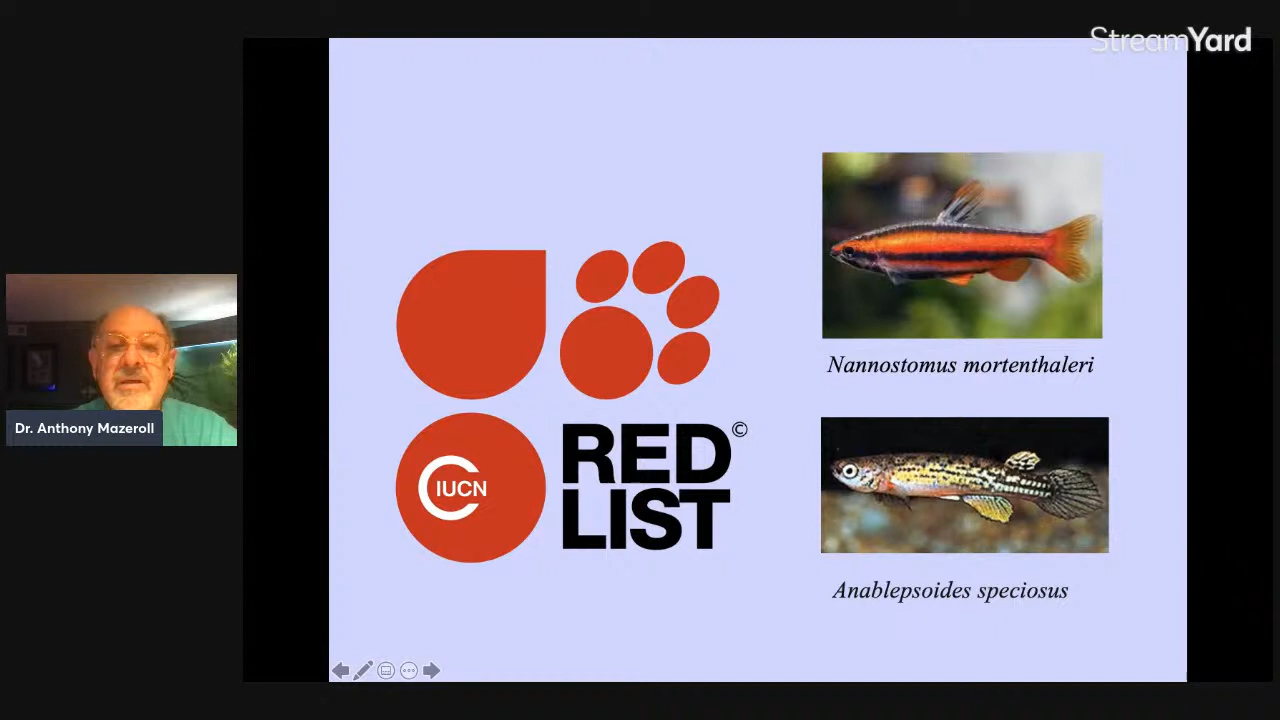 StreamYard
Dr. Anthony Mazeroll
IUCN
RED©
LIST
Nannostomus mortenthaleri
Anablepsoides speciosus